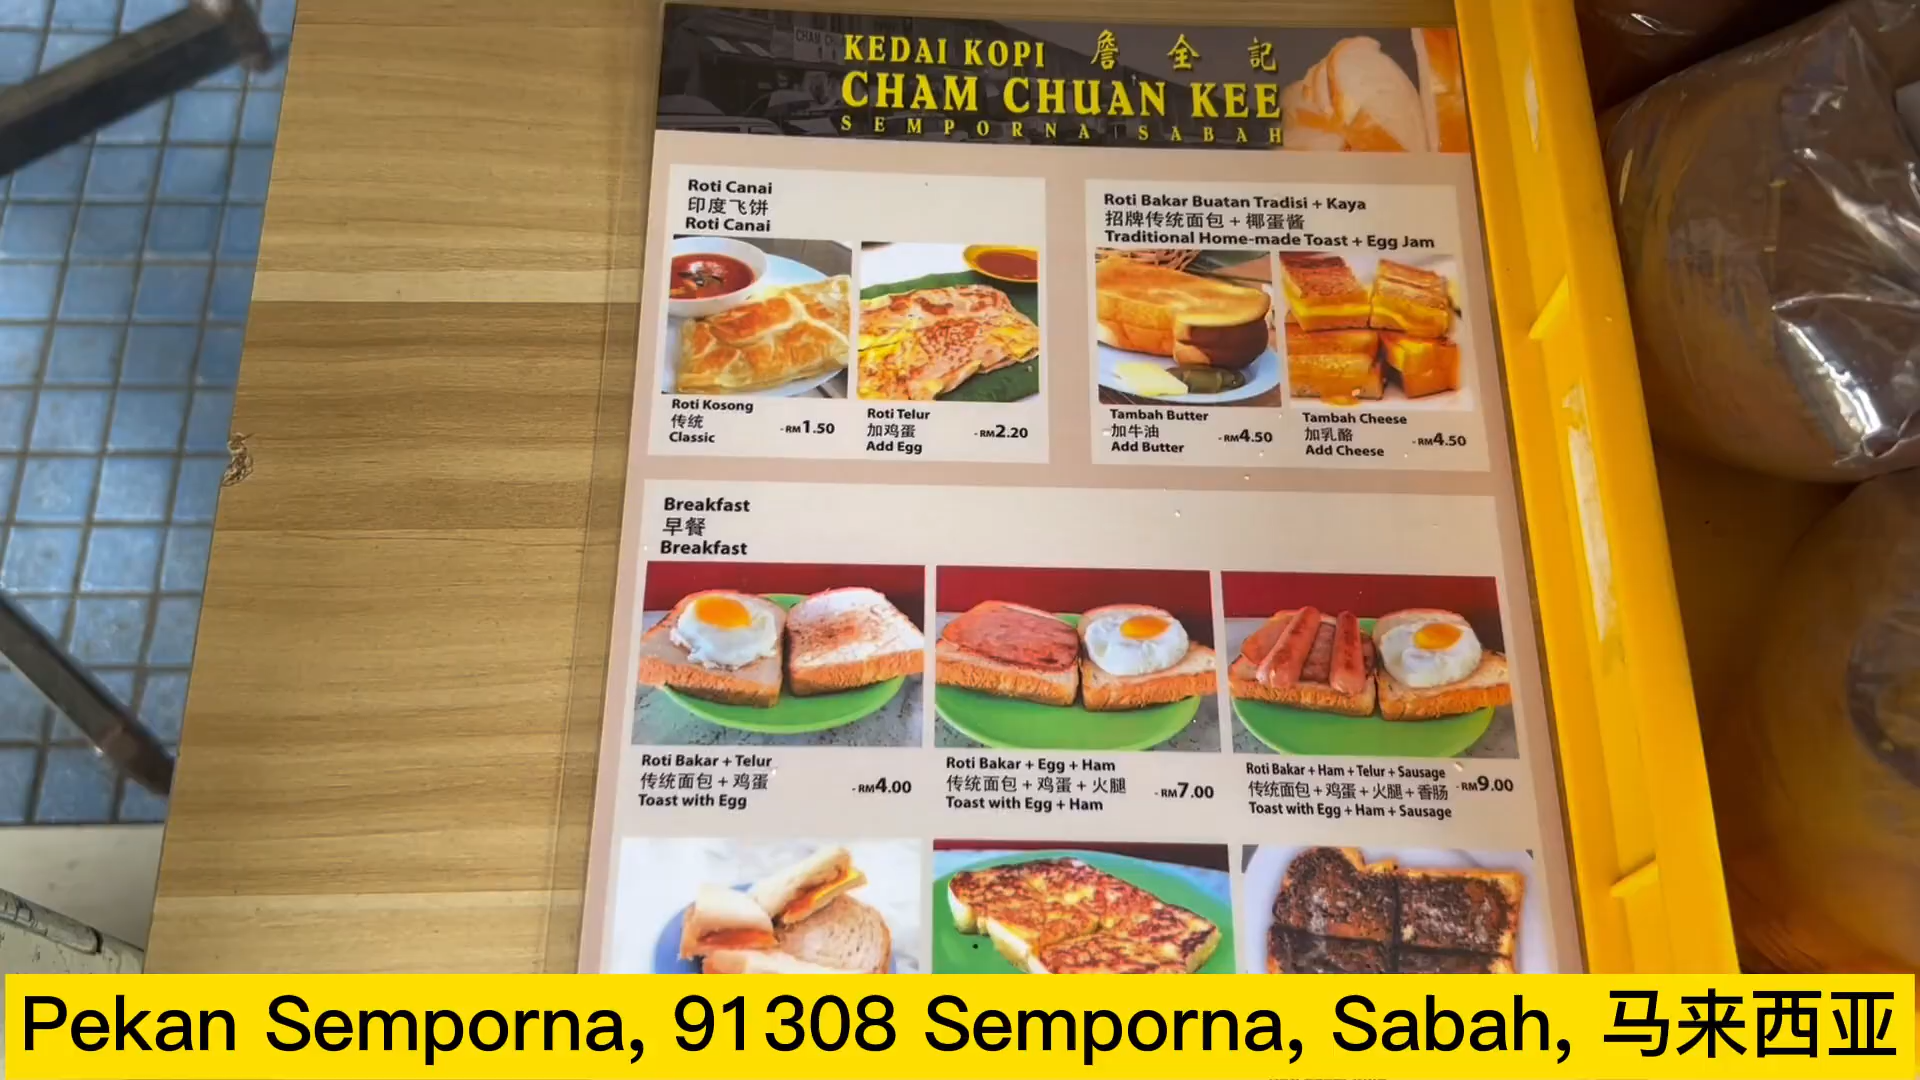 KEDAI KOPI 詹 全 記
CHAM CHUAN KEE
SEMPORNA SABAH
Roti Canai
印度飞饼
Roti Canai
Roti Kosong
传统
Classic
-RM1.50
Roti Telur
加鸡蛋
Add Egg
-RM2.20
Roti Bakar Buatan Tradisi + Kaya
招牌传统面包 + 椰蛋酱
Traditional Home-made Toast + Egg Jam
Tambah Butter
加牛油
Add Butter
-RM4.50
Tambah Cheese
加乳酪
Add Cheese
-RM4.50
Breakfast
早餐
Breakfast
Roti Bakar + Telur
传统面包 + 鸡蛋
Toast with Egg
-RM4.00
Roti Bakar + Egg + Ham
传统面包 + 鸡蛋 + 火腿
Toast with Egg + Ham
-RM7.00
Roti Bakar + Ham + Telur + Sausage
传统面包 + 鸡蛋 + 火腿 + 香肠
Toast with Egg + Ham + Sausage
-RM9.00
Pekan Semporna, 91308 Semporna, Sabah, 马来西亚